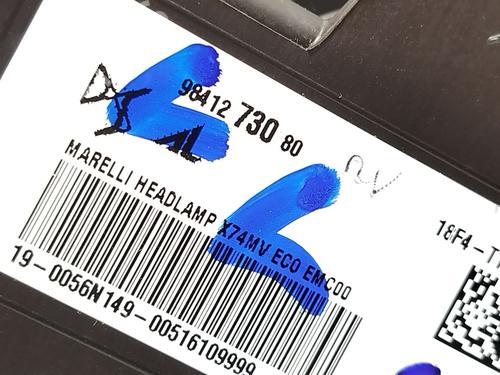 98412 730 80
MARELLI HEADLAMP X74MV ECO EMC00
19-0056N149-00516109999
18F4-